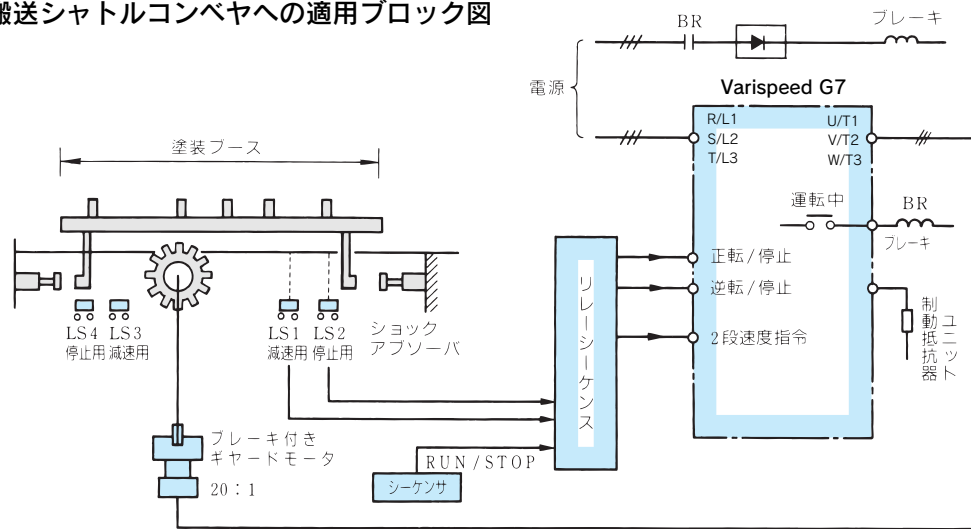 搬送シャトルコンベヤへの適用ブロック図
BR
ブレーキ
電源
Varispeed G7
R/L1
S/L2
T/L3
U/T1
V/T2
W/T3
塗装ブース
運転中
BR
ブレーキ
正転/停止
逆転/停止
2段速度指令
リレーシーケンス
制動抵抗器
ユニット
LS4
停止用
LS3
減速用
LS1
減速用
LS2
停止用
ショック
アブソーバ
ブレーキ付き
ギヤードモータ
20:1
RUN/STOP
シーケンサ